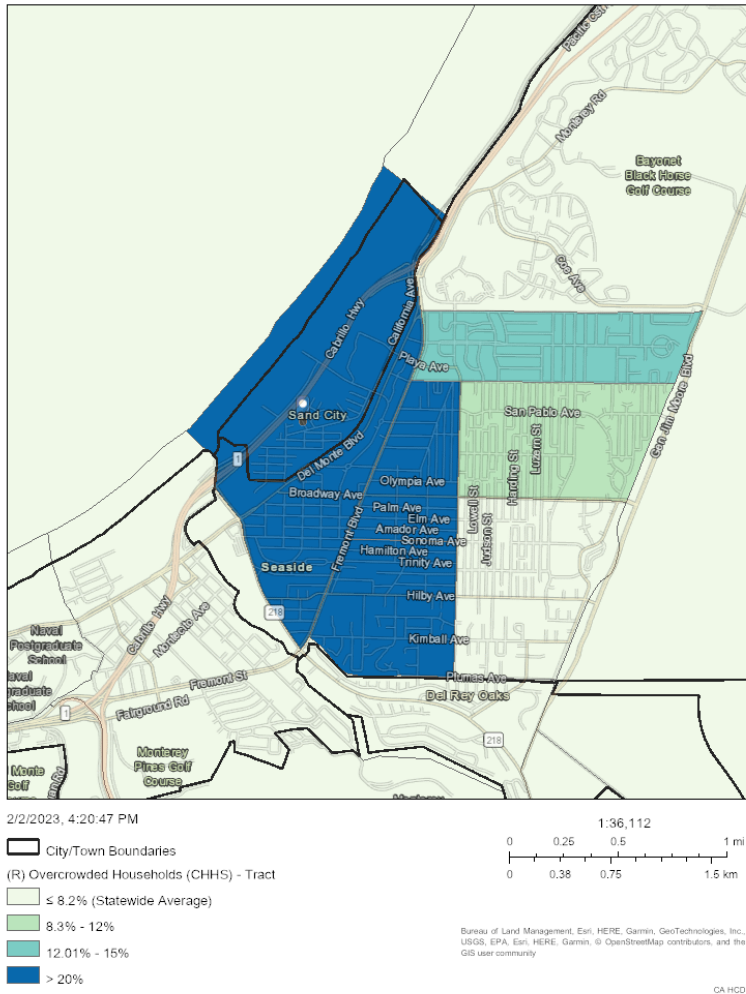 Pacific
Monterey Rd
Bayonet
Black Horse
Golf Course
Coe Ave
Cabrillo Hwy
California Ave
Playa Ave
Gen Jim Moore Blvd
Sand City
San Pablo Ave
Luzern St
Harding St
1
Del Monte Blvd
Olympia Ave
Broadway Ave
Palm Ave
Elm Ave
Lowell St
Judson St
Amador Ave
Sonoma Ave
Fremont Blvd
Hamilton Ave
Trinity Ave
Seaside
Hilby Ave
218
Naval
Postgraduate
School
Cabrillo Hwy
Montecito Ave
Kimball Ave
Plumas Ave
Fremont St
Del Rey Oaks
Fairground Rd
1
218
Monterey
Pines Golf
Course
Monte
Golf
2/2/2023, 4:20:47 PM
City/Town Boundaries
(R) Overcrowded Households (CHHS) - Tract
≤ 8.2% (Statewide Average)
8.3% - 12%
12.01% - 15%
> 20%
1:36,112
0 0.25 0.5 1 mi
0 0.38 0.75 1.5 km
Bureau of Land Management, Esri, HERE, Garmin, GeoTechnologies, Inc.,
USGS, EPA, Esri, HERE, Garmin, © OpenStreetMap contributors, and the
GIS user community
CA HCD